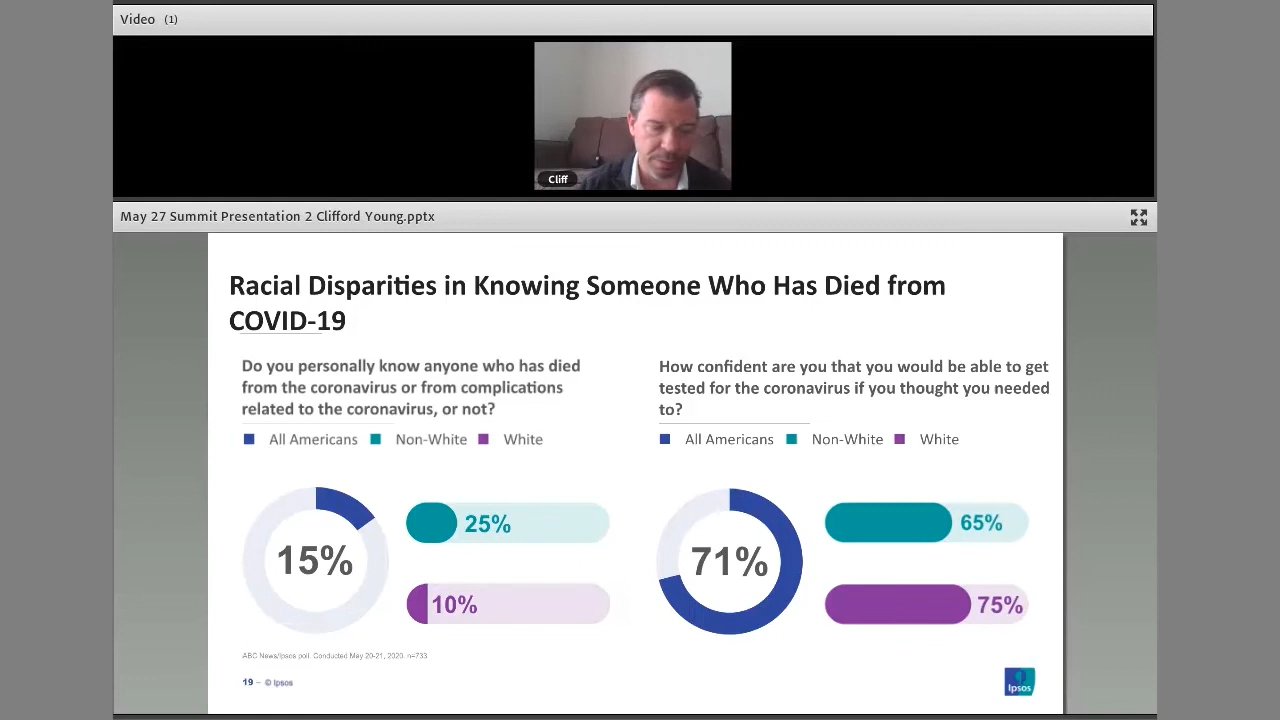 Video (1)
Cliff
May 27 Summit Presentation 2 Clifford Young.pptx
Racial Disparities in Knowing Someone Who Has Died from
COVID-19
Do you personally know anyone who has died
from the coronavirus or from complications
related to the coronavirus, or not?
All Americans Non-White White
15%
25%
10%
How confident are you that you would be able to get
tested for the coronavirus if you thought you needed
to?
All Americans Non-White White
71%
65%
75%
ABC News/Ipsos poll. Conducted May 20-21, 2020. n=733
19 – © Ipsos
Ipsos